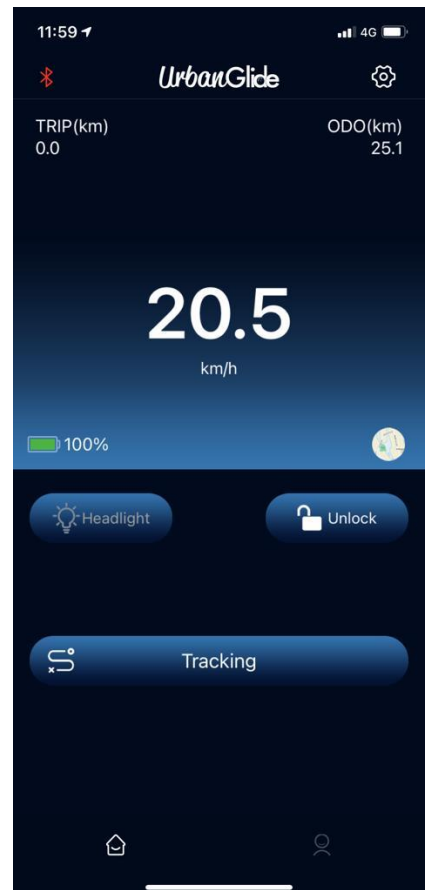 11:59
4G
UrbanGlide
TRIP(km)
ODO(km)
0.0
25.1
20.5
km/h
100%
Headlight
Unlock
Tracking